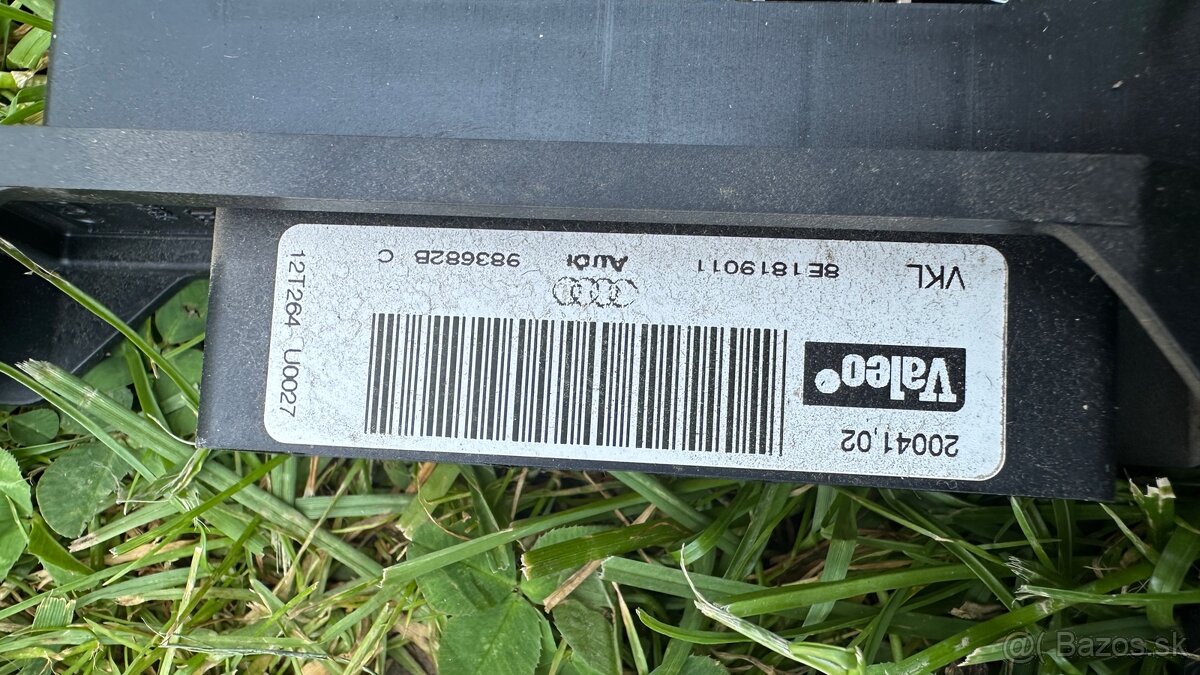 20041,02
Valeo
VKL
8E1819011
Audi
983682B C
12T264 U0027
@( Bazos.sk